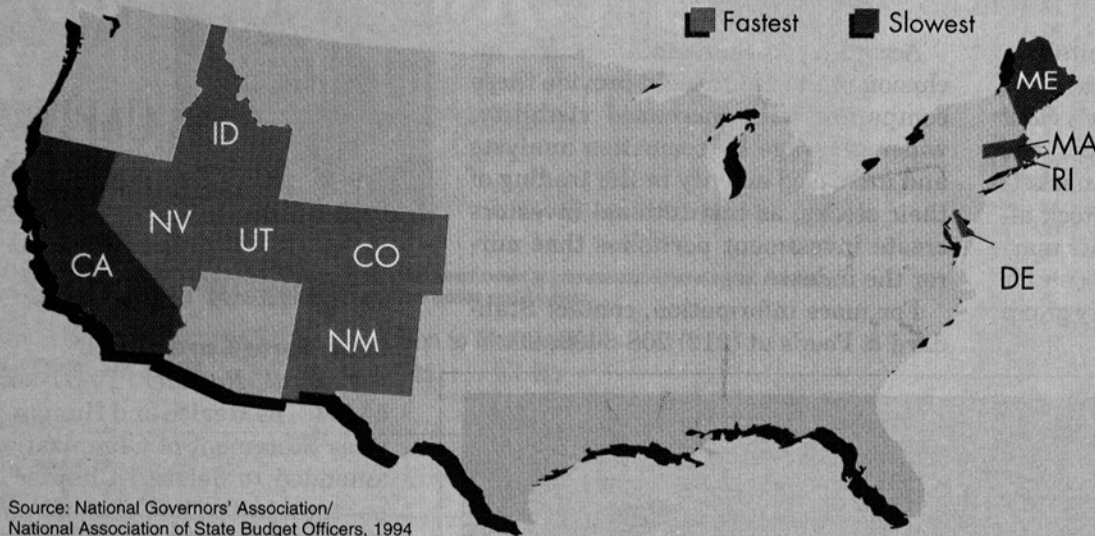 Fastest
Slowest
ME
ID
MA
RI
NV
UT
CO
CA
DE
NM
Source: National Governors' Association/
National Association of State Budget Officers, 1994